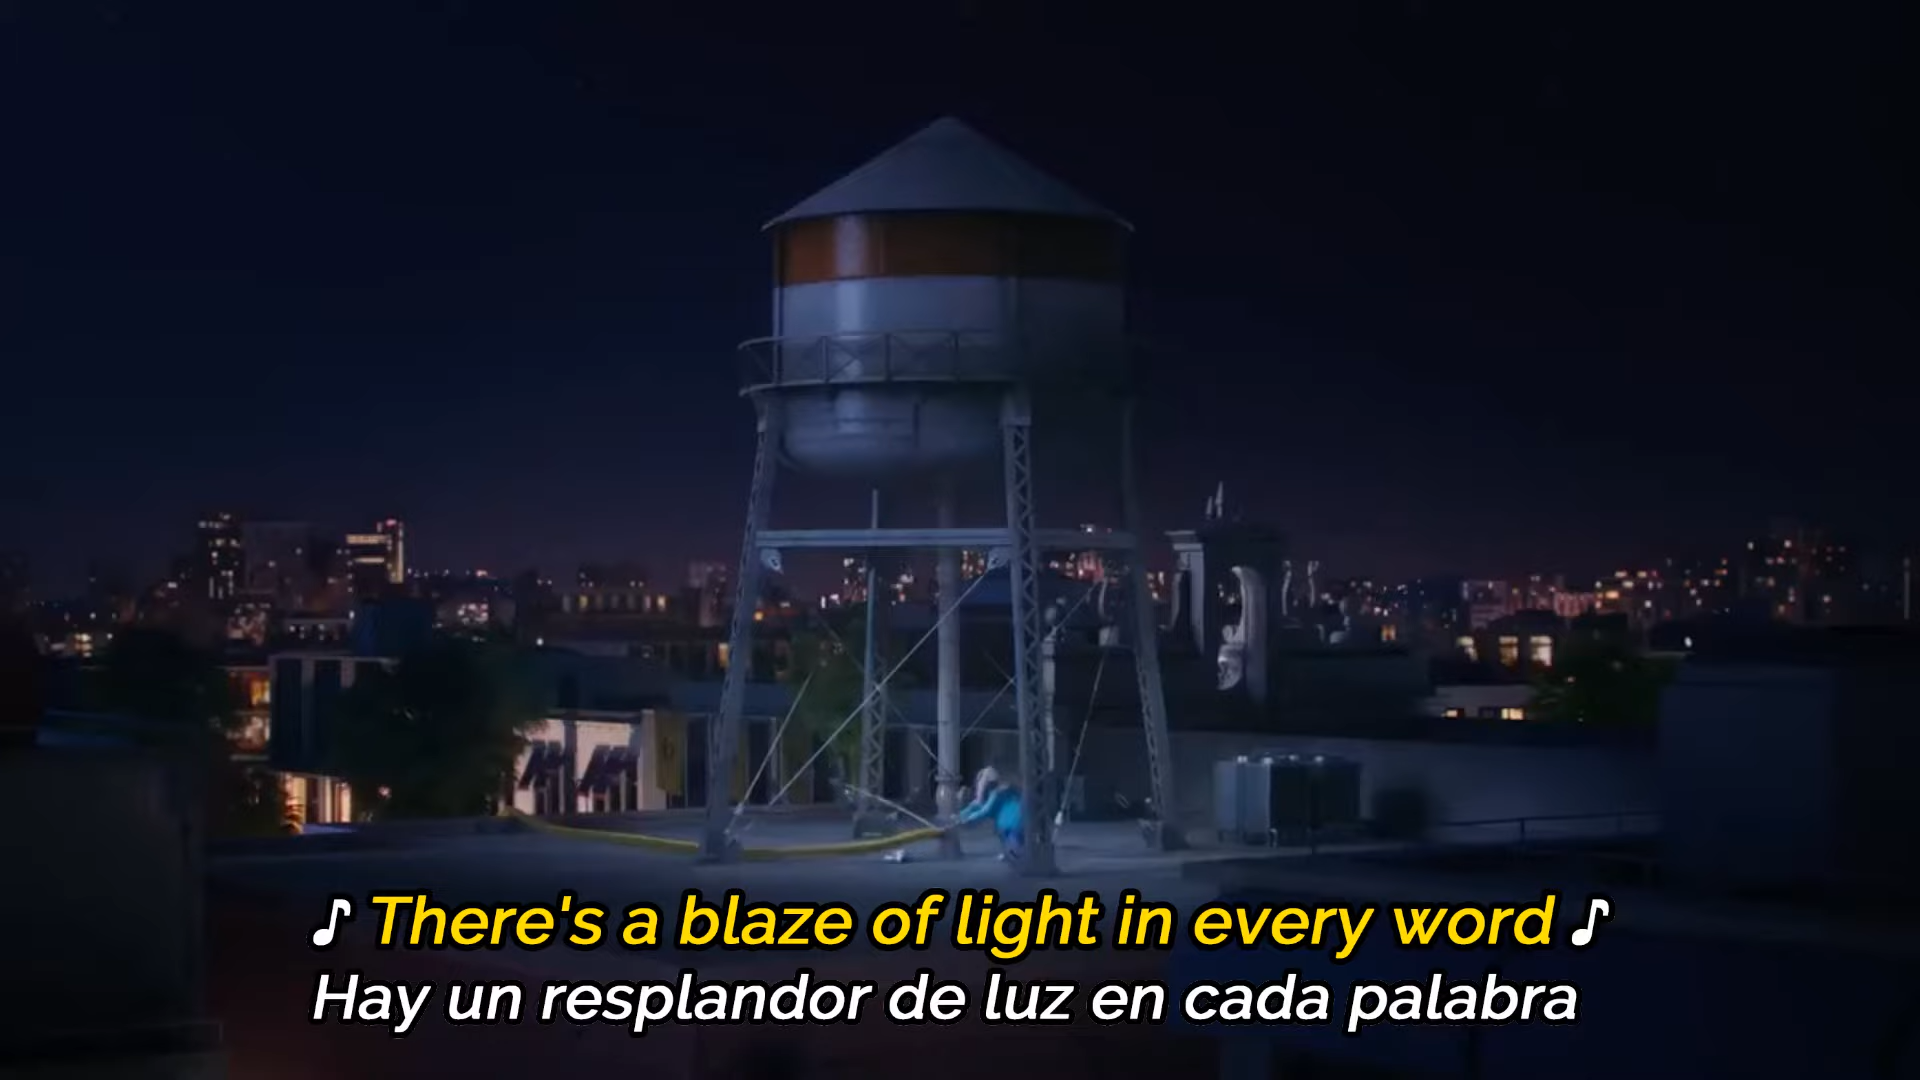 ♪ There's a blaze of light in every word ♪
Hay un resplandor de luz en cada palabra